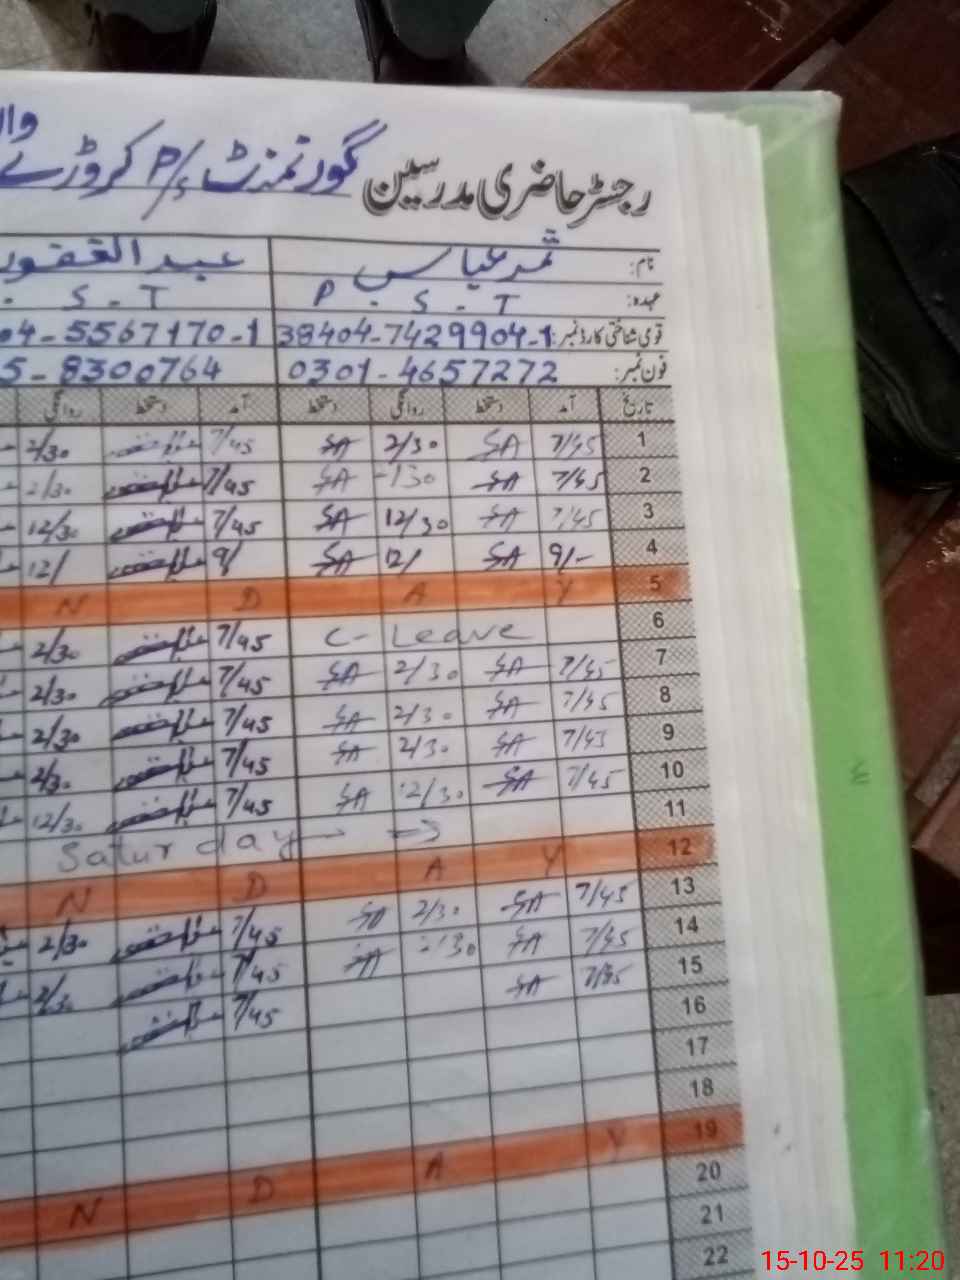 رجسٹر حاضری مدرسین گورنمنٹ P/s کروڑے وال
نام: ثمر عباس عبدالغفور
عہدہ: P S - T S - T
قومی شناختی کارڈ نمبر: 38404-7429904-1 04-5567170-1
فون نمبر: 0301-4657272 5-8300764
تاریخ آمد دستخط روانگی دستخط آمد دستخط روانگی
1 7/45 SA 2/30 SA 7/45 2/30
2 7/45 SA -130 SA 7/45 2/30
3 7/45 SA 12/30 SA 7/45 12/30
4 9/- SA 12/ SA 9/ 12/
5 N D A Y
6 C- Leave 7/45 2/30
7 7/45 SA 2/30 SA 7/45 2/30
8 7/45 SA 2/30 SA 7/45 2/30
9 7/45 SA 2/30 SA 7/45 2/30
10 7/45 SA 12/30 SA 7/45 12/30
11 Saturday
12 N D A Y
13 7/45 SA 2/30 SA 7/45 2/30
14 7/45 SA 2/30 SA 7/45 2/30
15 7/45 SA 7/45
16
17
18
19 N D A Y
20
21
22
15-10-25 11:20